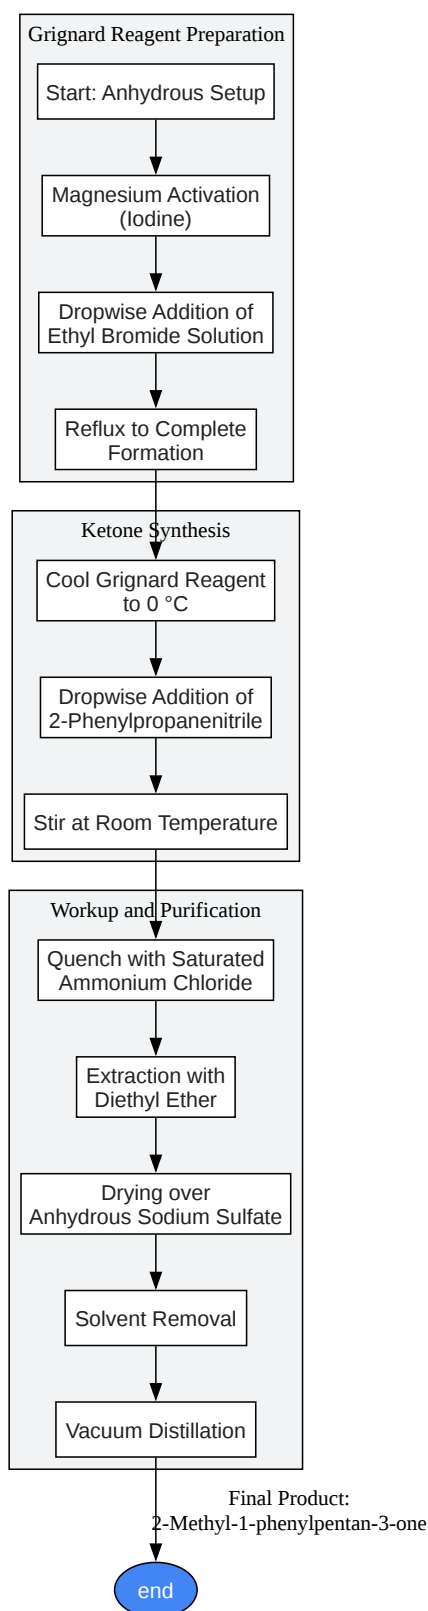 Grignard Reagent Preparation
Start: Anhydrous Setup
Magnesium Activation
(Iodine)
Dropwise Addition of
Ethyl Bromide Solution
Reflux to Complete
Formation
Ketone Synthesis
Cool Grignard Reagent
to 0 °C
Dropwise Addition of
2-Phenylpropanenitrile
Stir at Room Temperature
Workup and Purification
Quench with Saturated
Ammonium Chloride
Extraction with
Diethyl Ether
Drying over
Anhydrous Sodium Sulfate
Solvent Removal
Vacuum Distillation
Final Product:
2-Methyl-1-phenylpentan-3-one
end